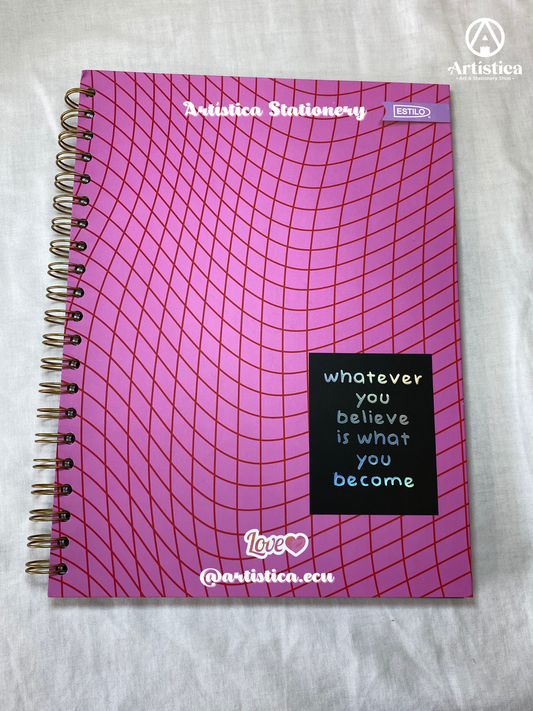 Artistica
• Art & Stationery Shop •
Artistica Stationery
ESTILO
whatever
you
believe
is what
you
become
Love
@artistica.ecu